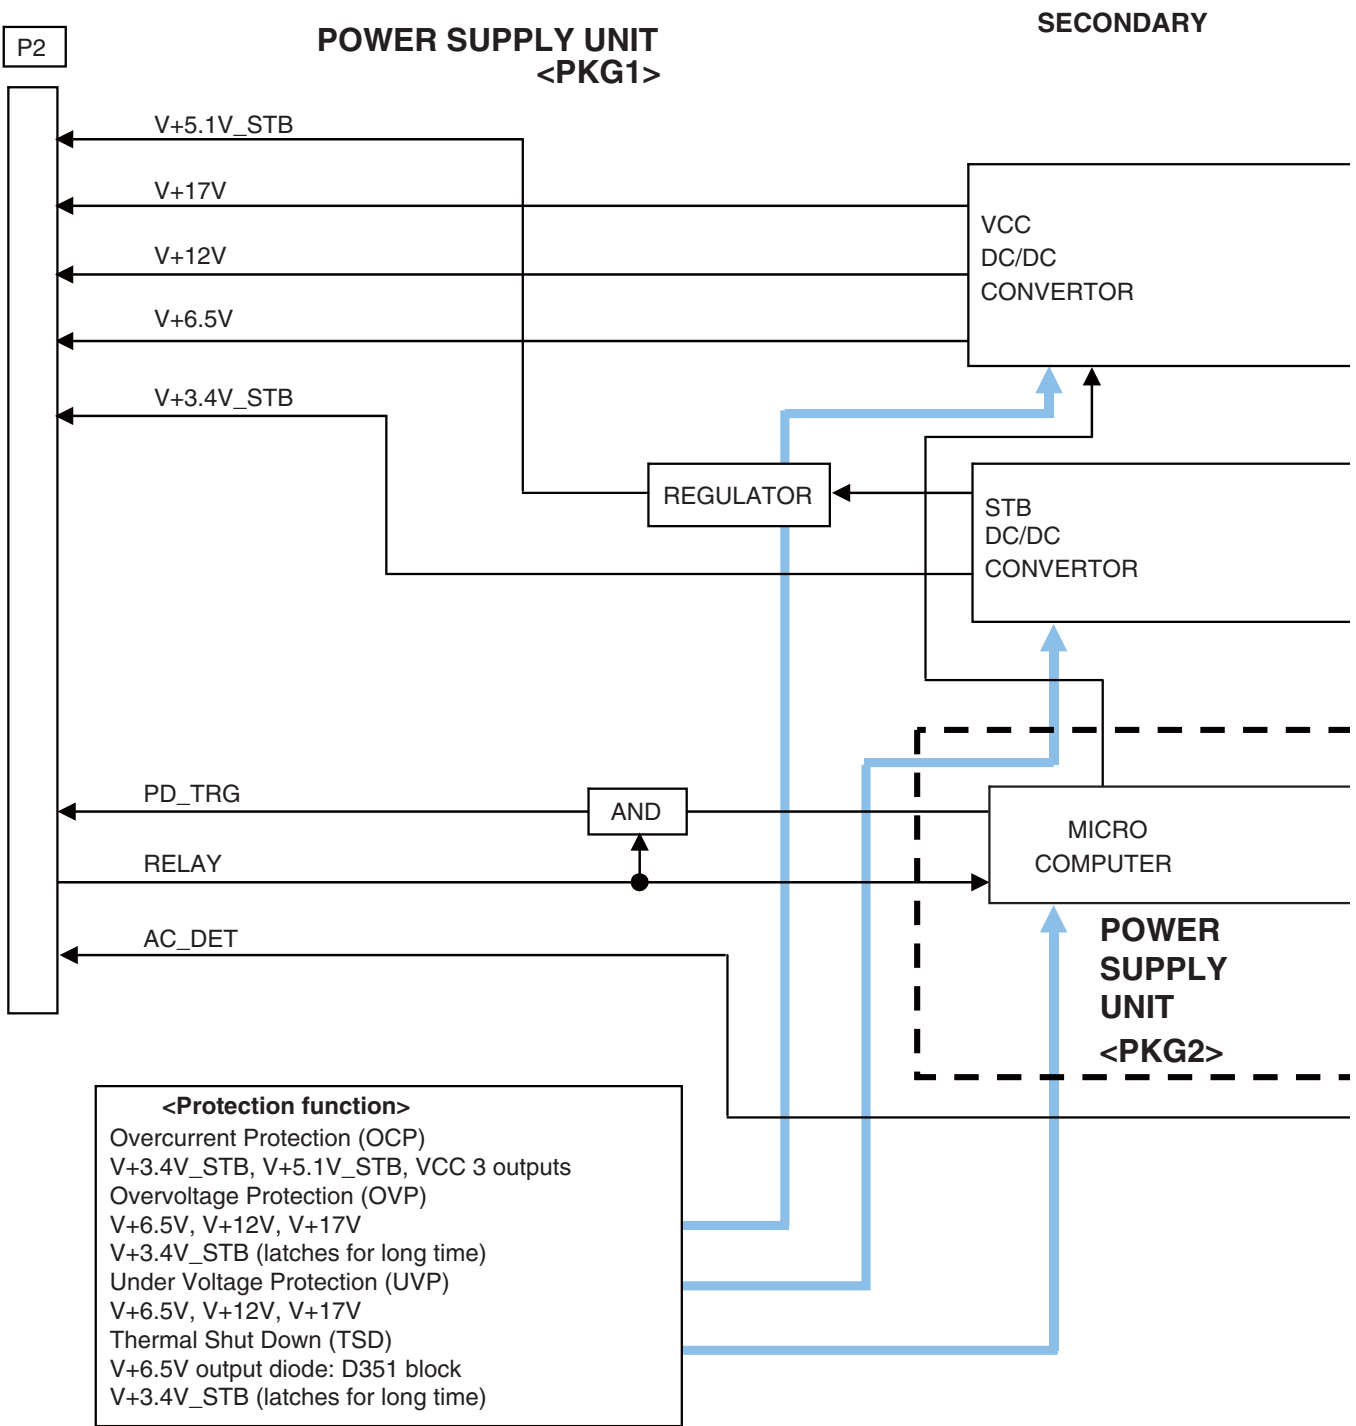 SECONDARY
P2
POWER SUPPLY UNIT
<PKG1>
V+5.1V_STB
V+17V
VCC
DC/DC
CONVERTOR
V+12V
V+6.5V
V+3.4V_STB
REGULATOR
STB
DC/DC
CONVERTOR
PD_TRG
AND
MICRO
COMPUTER
RELAY
AC_DET
POWER
SUPPLY
UNIT
<PKG2>
<Protection function>
Overcurrent Protection (OCP)
V+3.4V_STB, V+5.1V_STB, VCC 3 outputs
Overvoltage Protection (OVP)
V+6.5V, V+12V, V+17V
V+3.4V_STB (latches for long time)
Under Voltage Protection (UVP)
V+6.5V, V+12V, V+17V
Thermal Shut Down (TSD)
V+6.5V output diode: D351 block
V+3.4V_STB (latches for long time)